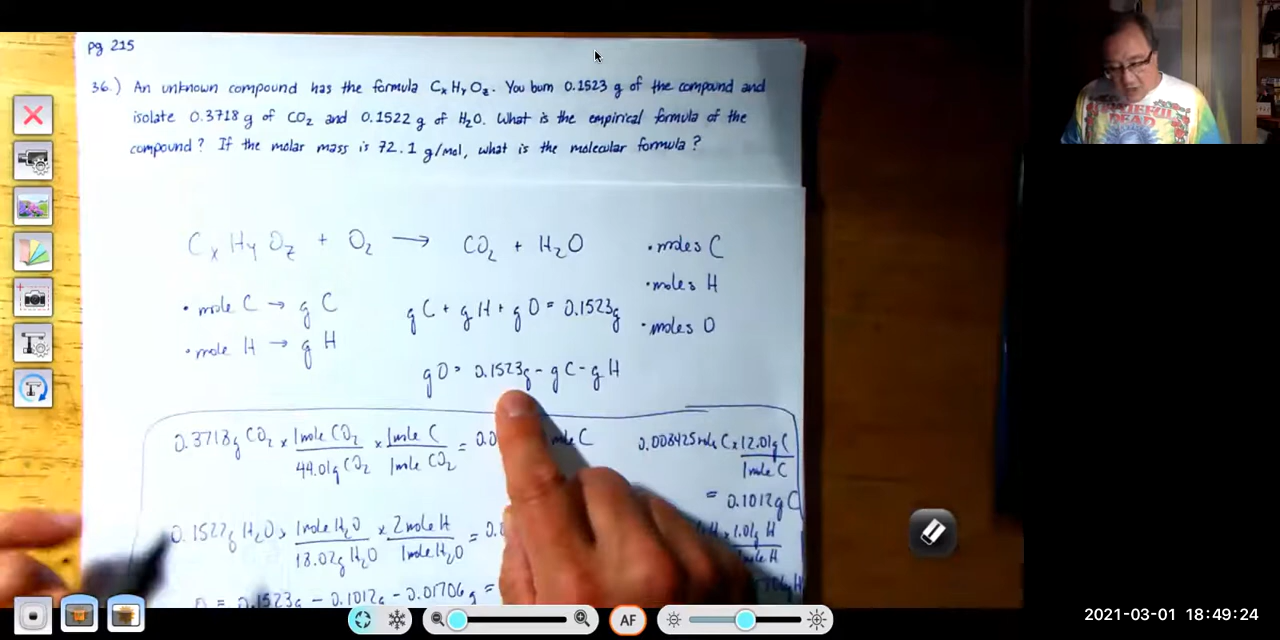 pg 215
36.) An unknown compound has the formula CxHyOz. You burn 0.1523 g of the compound and
isolate 0.3718 g of CO2 and 0.1522 g of H2O. What is the empirical formula of the
compound? If the molar mass is 72.1 g/mol, what is the molecular formula?
CxHyOz + O2 → CO2 + H2O
• moles C
• moles H
• moles O
• mole C → g C
• mole H → g H
g C + g H + g O = 0.1523g
g O = 0.1523g - g C - g H
0.3718g CO2 x 1mole CO2 / 44.01g CO2 x 1mole C / 1mole CO2 = 0.0 mole C
0.008425 mole C x 12.01g C / 1mole C
= 0.1012g C
0.1522g H2O x 1mole H2O / 18.02g H2O x 2mole H / 1mole H2O = 0.0
x 1.01g H / 1mole H
= 0.1523g - 0.1012g - 0.01706g =
AF
2021-03-01 18:49:24